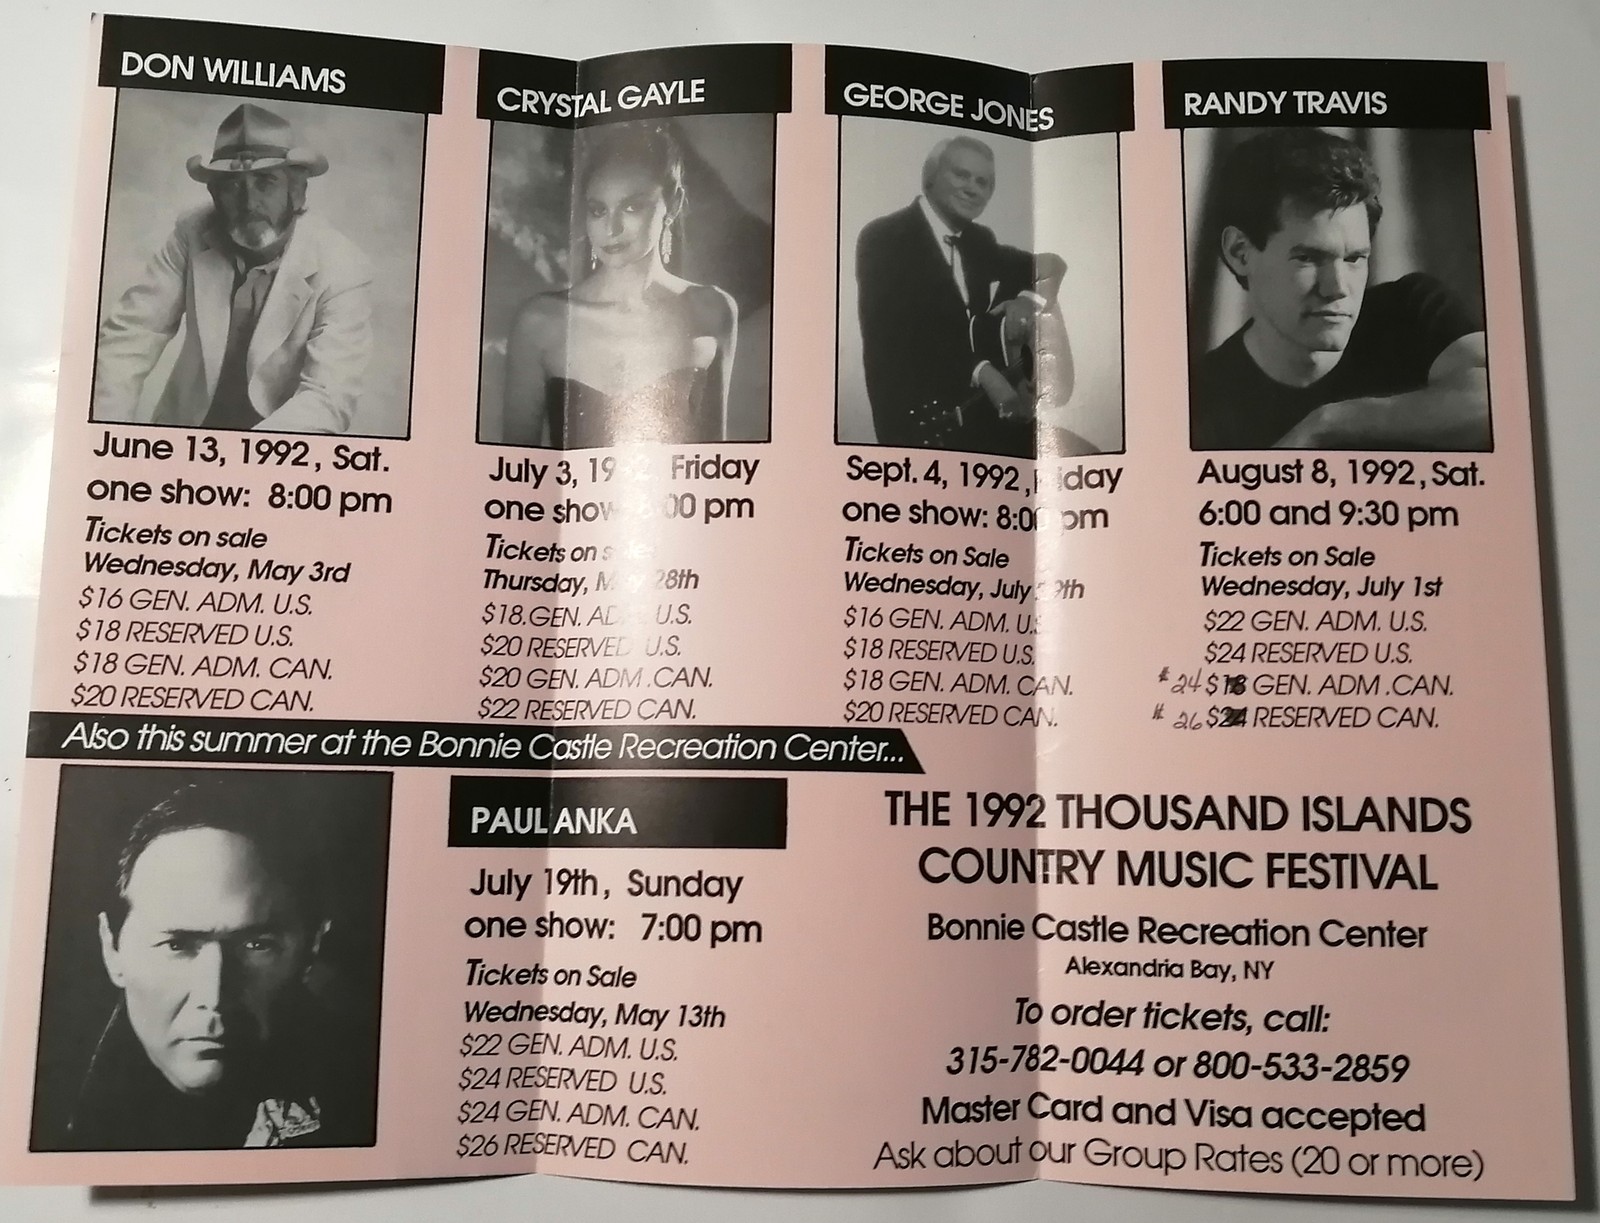 DON WILLIAMS
June 13, 1992, Sat.
one show: 8:00 pm
Tickets on sale
Wednesday, May 3rd
$16 GEN. ADM. U.S.
$18 RESERVED U.S.
$18 GEN. ADM. CAN.
$20 RESERVED CAN.
CRYSTAL GAYLE
July 3, Friday
one show pm
Tickets on
Thursday, 28th
$18.GEN. U.S.
$20 RESERVED U.S.
$20 GEN. ADM.CAN.
$22 RESERVED CAN.
GEORGE JONES
Sept. 4, 1992, Friday
one show: 8:00 pm
Tickets on Sale
Wednesday, July
$16 GEN. ADM. U.S.
$18 RESERVED U.S.
$18 GEN. ADM. CAN.
$20 RESERVED CAN.
RANDY TRAVIS
August 8, 1992, Sat.
6:00 and 9:30 pm
Tickets on Sale
Wednesday, July 1st
$22 GEN. ADM. U.S.
$24 RESERVED U.S.
$24 $18 GEN. ADM.CAN.
26 $24 RESERVED CAN.
Also this summer at the Bonnie Castle Recreation Center...
PAUL ANKA
July 19th, Sunday
one show: 7:00 pm
Tickets on Sale
Wednesday, May 13th
$22 GEN. ADM. U.S.
$24 RESERVED U.S.
$24 GEN. ADM. CAN.
$26 RESERVED CAN.
THE 1992 THOUSAND ISLANDS
COUNTRY MUSIC FESTIVAL
Bonnie Castle Recreation Center
Alexandria Bay, NY
To order tickets, call:
315-782-0044 or 800-533-2859
Master Card and Visa accepted
Ask about our Group Rates (20 or more)